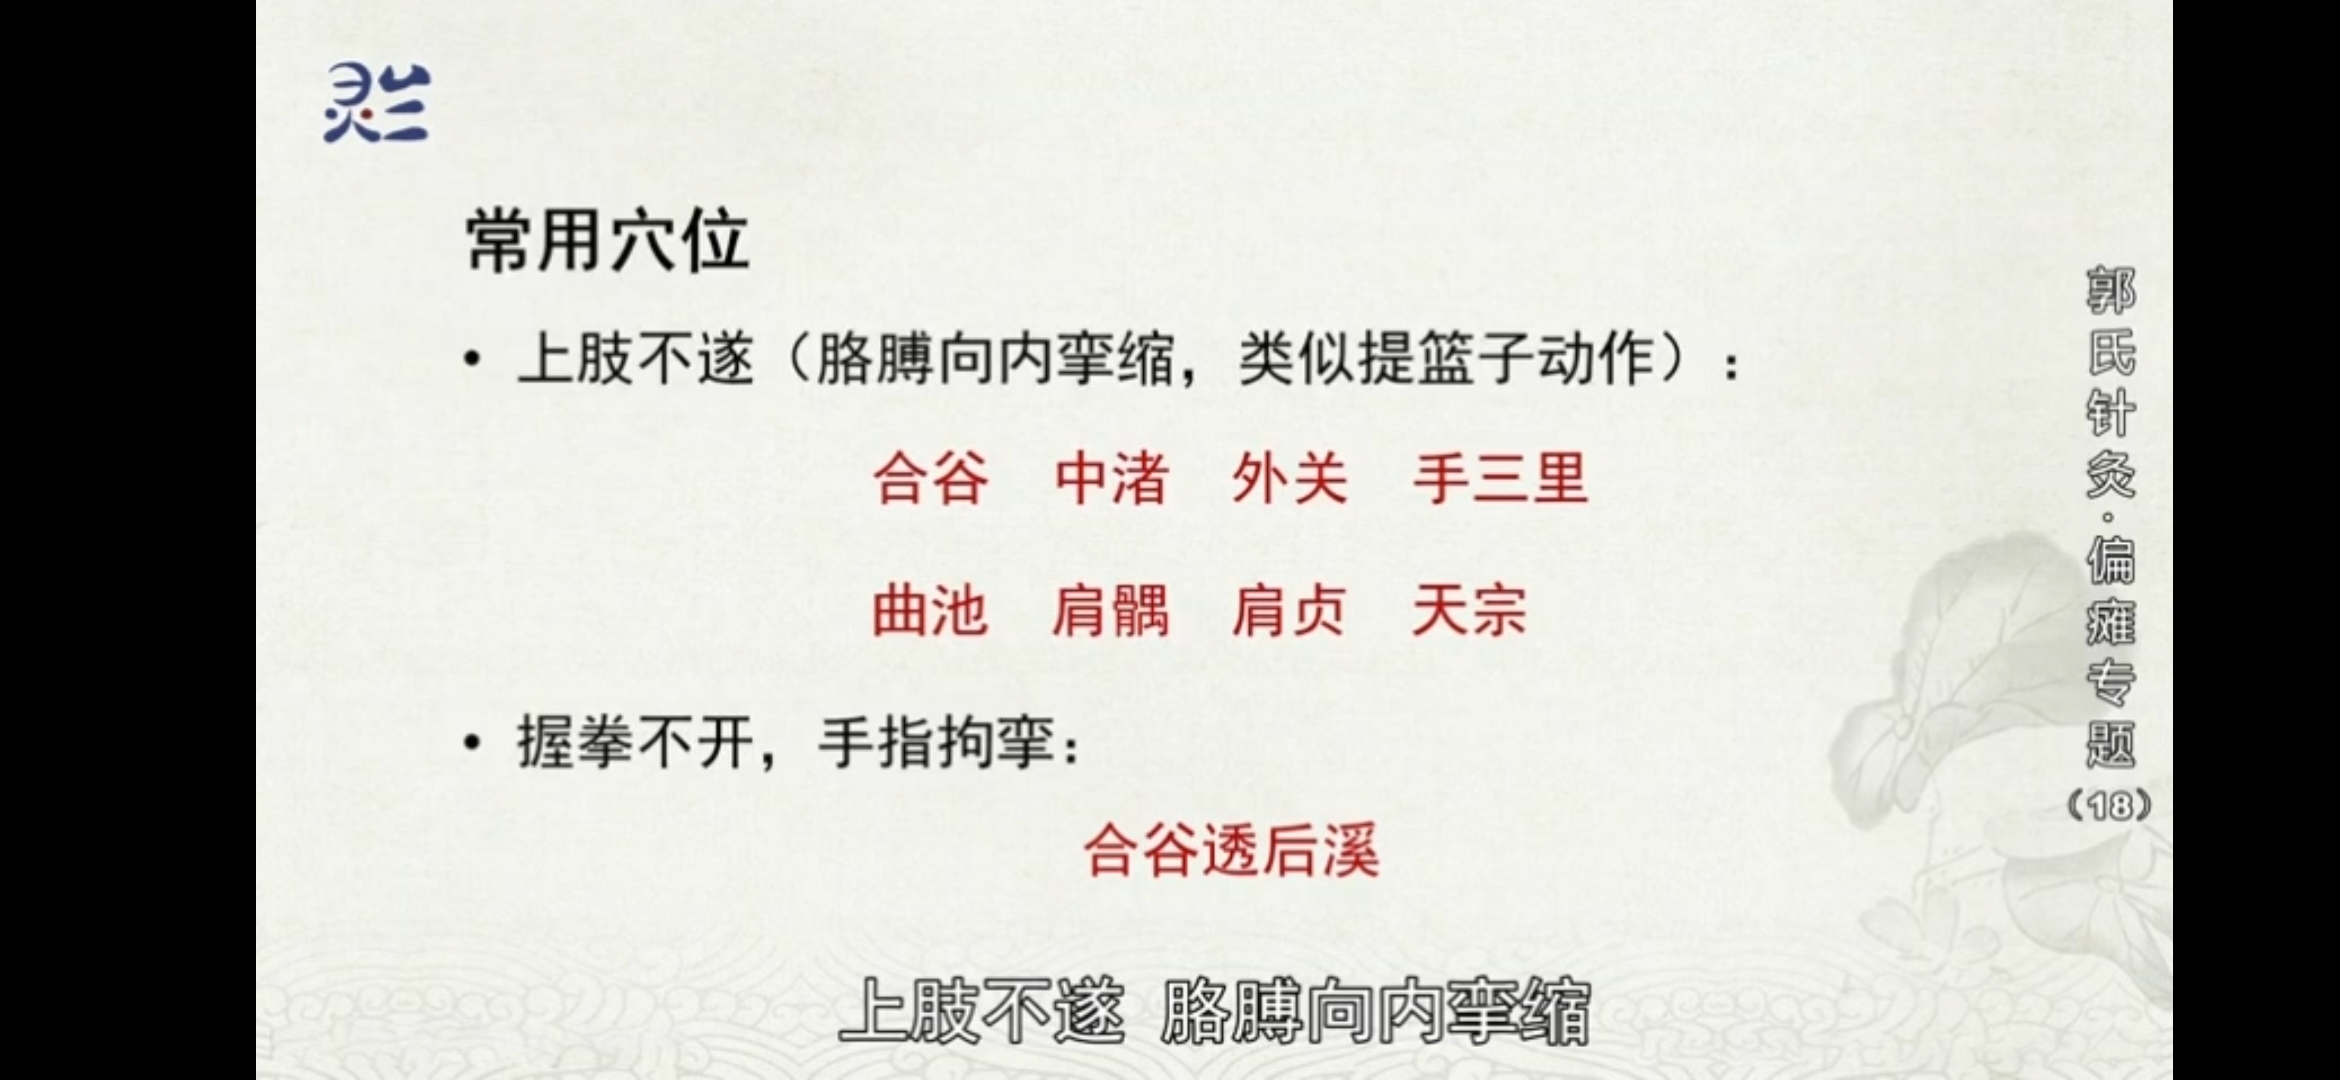 常用穴位
• 上肢不遂（胳膊向内挛缩，类似提篮子动作）：
合谷 中渚 外关 手三里
曲池 肩髃 肩贞 天宗
• 握拳不开，手指拘挛：
合谷透后溪
上肢不遂 胳膊向内挛缩
郭氏针灸·偏瘫专题（18）